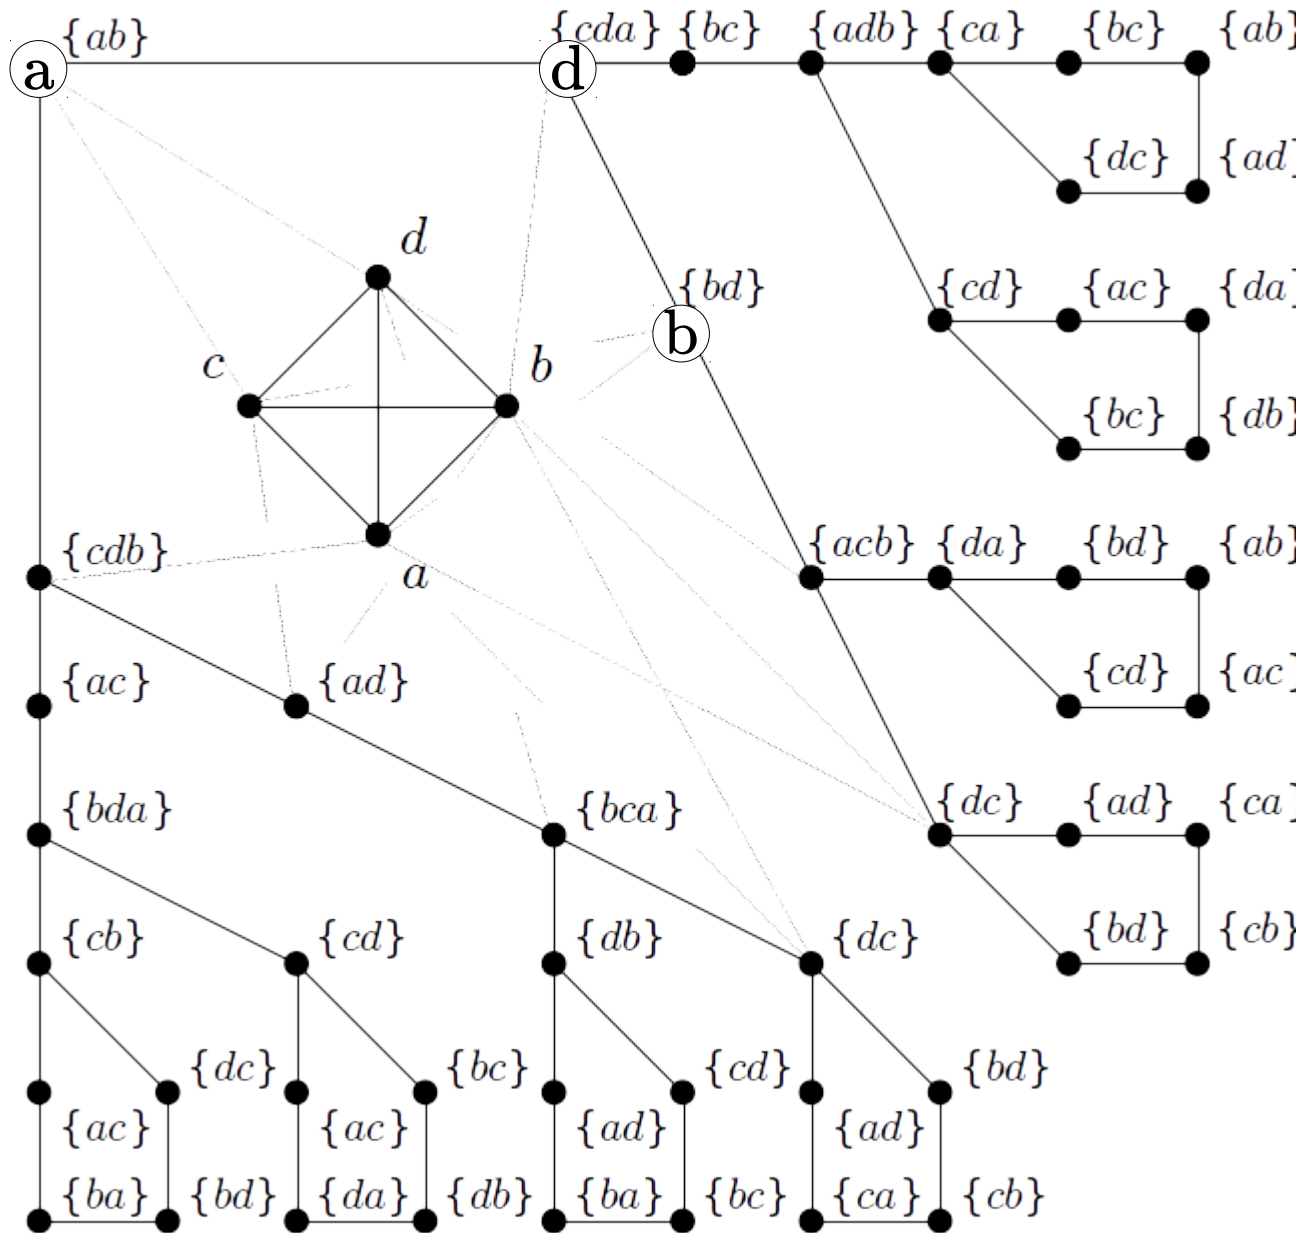 {ab} {cda} {bc} {adb} {ca} {bc} {ab}
a d
{dc} {ad}
d
{bd} {cd} {ac} {da}
b
c b
{bc} {db}
{cdb} {acb} {da} {bd} {ab}
a
{ac} {ad} {cd} {ac}
{bda} {bca} {dc} {ad} {ca}
{cb} {cd} {db} {dc} {bd} {cb}
{dc} {bc} {cd} {bd}
{ac} {ac} {ad} {ad}
{ba} {bd} {da} {db} {ba} {bc} {ca} {cb}